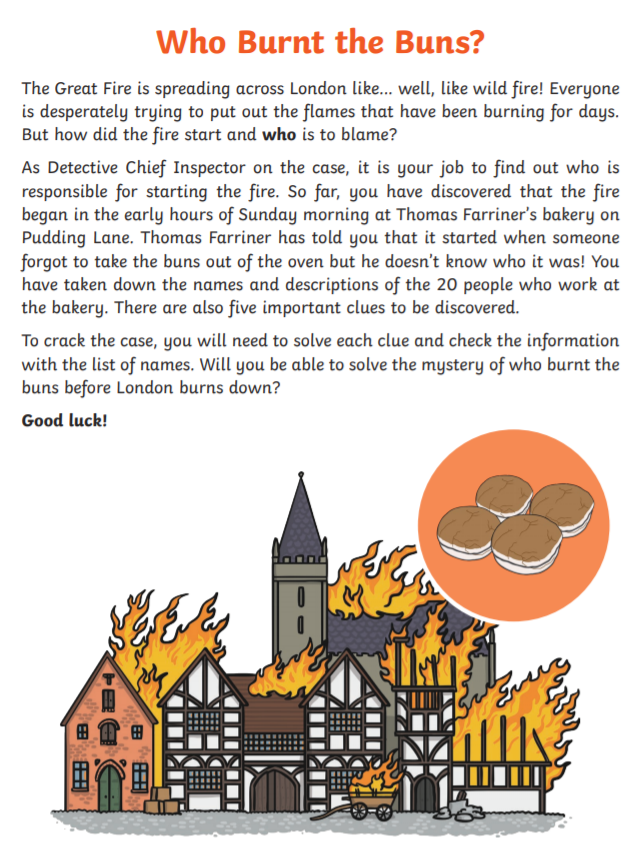 Who Burnt the Buns?
The Great Fire is spreading across London like... well, like wild fire! Everyone
is desperately trying to put out the flames that have been burning for days.
But how did the fire start and who is to blame?
As Detective Chief Inspector on the case, it is your job to find out who is
responsible for starting the fire. So far, you have discovered that the fire
began in the early hours of Sunday morning at Thomas Farriner's bakery on
Pudding Lane. Thomas Farriner has told you that it started when someone
forgot to take the buns out of the oven but he doesn't know who it was! You
have taken down the names and descriptions of the 20 people who work at
the bakery. There are also five important clues to be discovered.
To crack the case, you will need to solve each clue and check the information
with the list of names. Will you be able to solve the mystery of who burnt the
buns before London burns down?
Good luck!